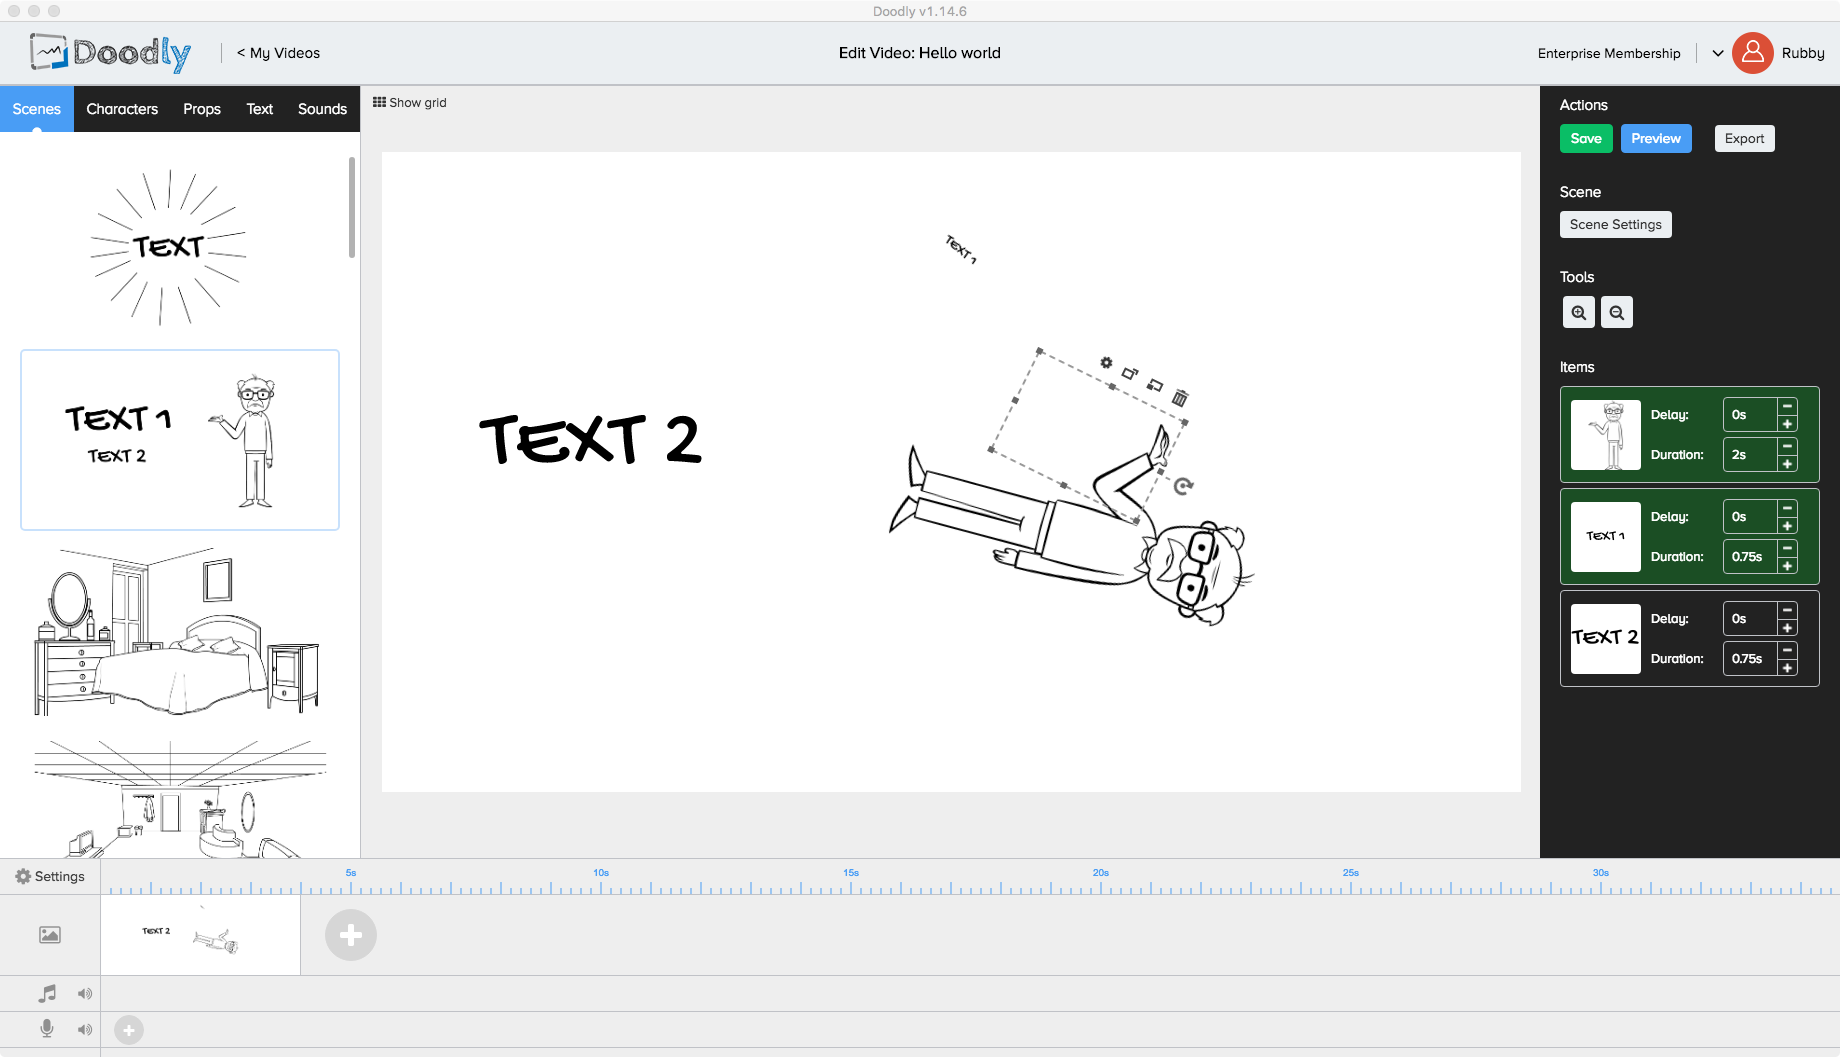 Doodly v1.14.6
Doodly
< My Videos
Edit Video: Hello world
Enterprise Membership
Rubby
Scenes
Characters
Props
Text
Sounds
Show grid
TEXT
TEXT 1
TEXT 2
TEXT 1
TEXT 2
Actions
Save
Preview
Export
Scene
Scene Settings
Tools
Items
Delay:
0s
Duration:
2s
TEXT 1
Delay:
0s
Duration:
0.75s
TEXT 2
Delay:
0s
Duration:
0.75s
Settings
5s
10s
15s
20s
25s
30s
TEXT 2